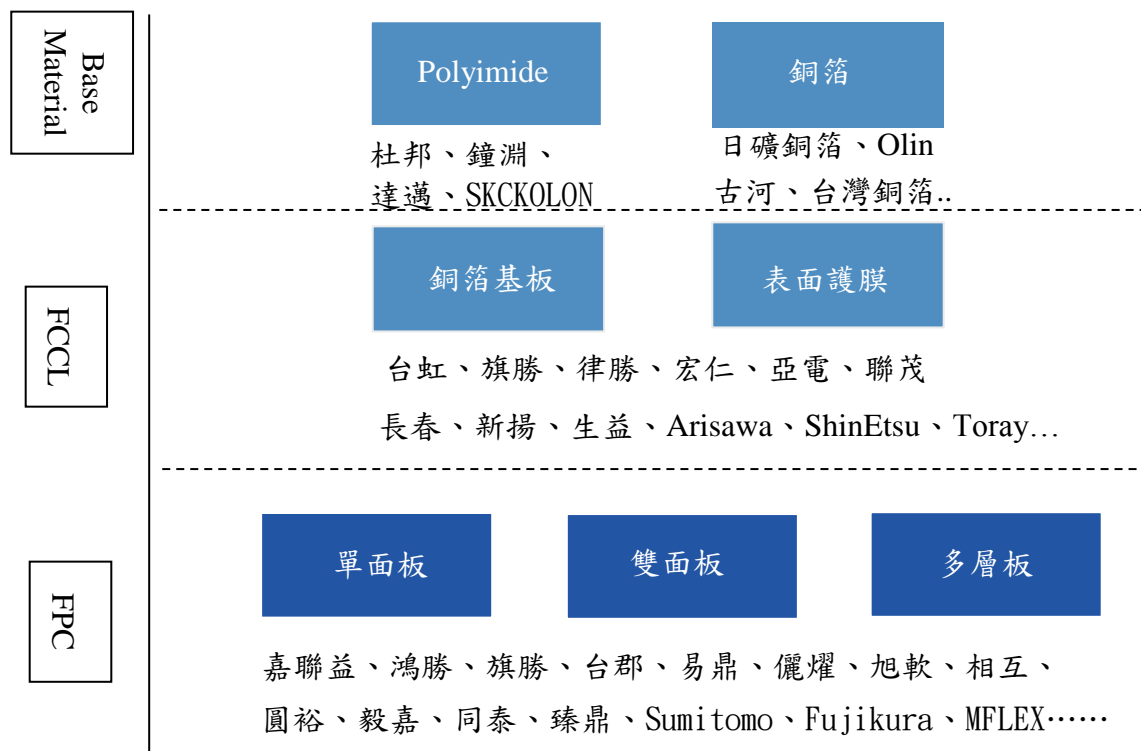 Base
Material
Polyimide
銅箔
杜邦、鐘淵、
達邁、SKCKOLON
日礦銅箔、Olin
古河、台灣銅箔..
FCCL
銅箔基板
表面護膜
台虹、旗勝、律勝、宏仁、亞電、聯茂
長春、新揚、生益、Arisawa、ShinEtsu、Toray…
FPC
單面板
雙面板
多層板
嘉聯益、鴻勝、旗勝、台郡、易鼎、儷耀、旭軟、相互、
圓裕、毅嘉、同泰、臻鼎、Sumitomo、Fujikura、MFLEX……